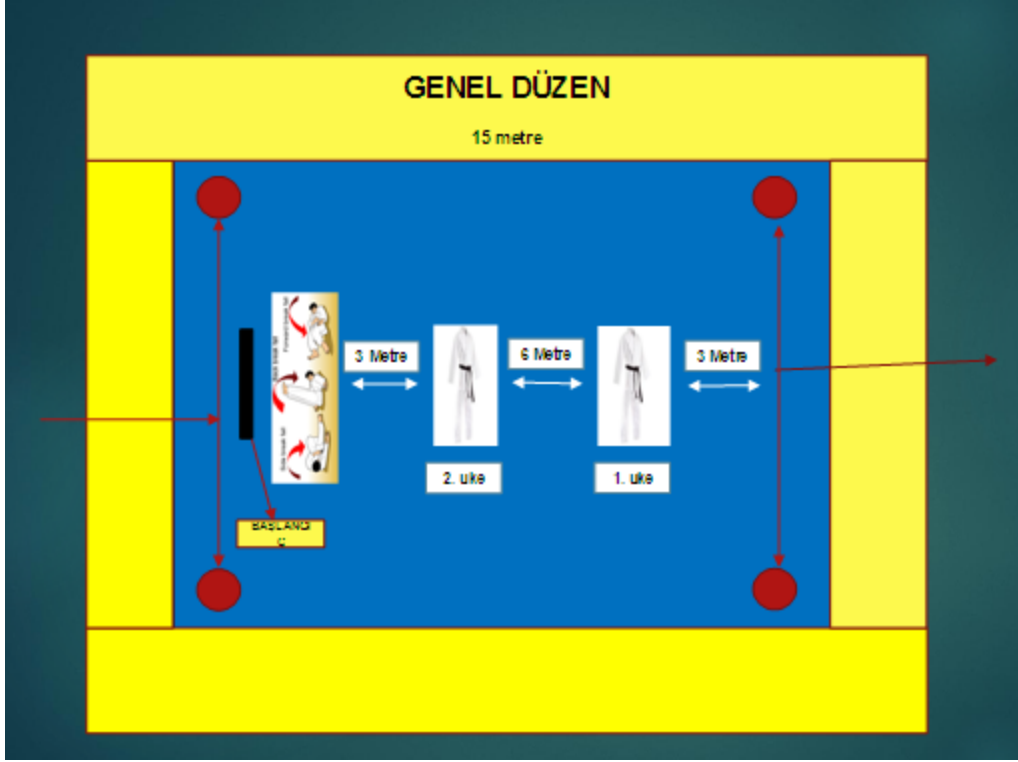 GENEL DÜZEN
15 metre
3 Metre
6 Metre
3 Metre
2. uke
1. uke
BAŞLANGI
Ç